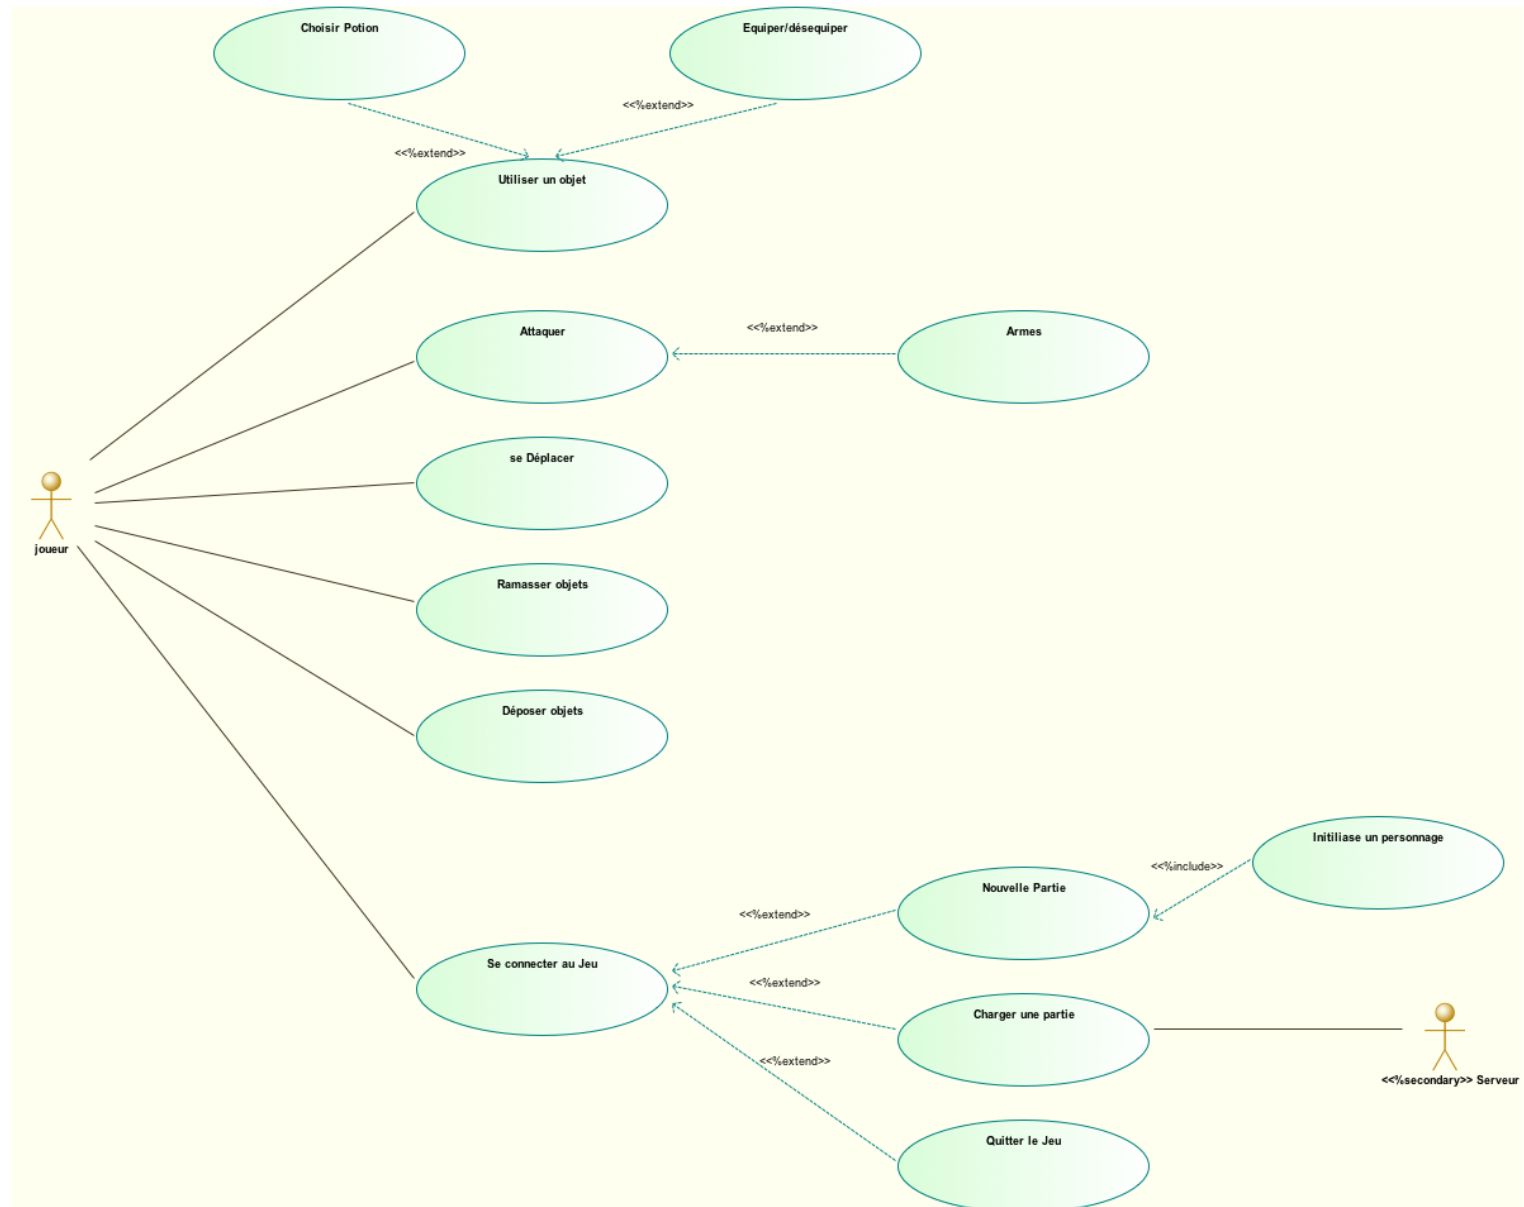 Choisir Potion
Equiper/désequiper
<<%extend>>
<<%extend>>
Utiliser un objet
Attaquer
<<%extend>>
Armes
se Déplacer
joueur
Ramasser objets
Déposer objets
Initiliase un personnage
<<%include>>
Nouvelle Partie
<<%extend>>
Se connecter au Jeu
<<%extend>>
Charger une partie
<<%extend>>
<<%secondary>> Serveur
Quitter le Jeu